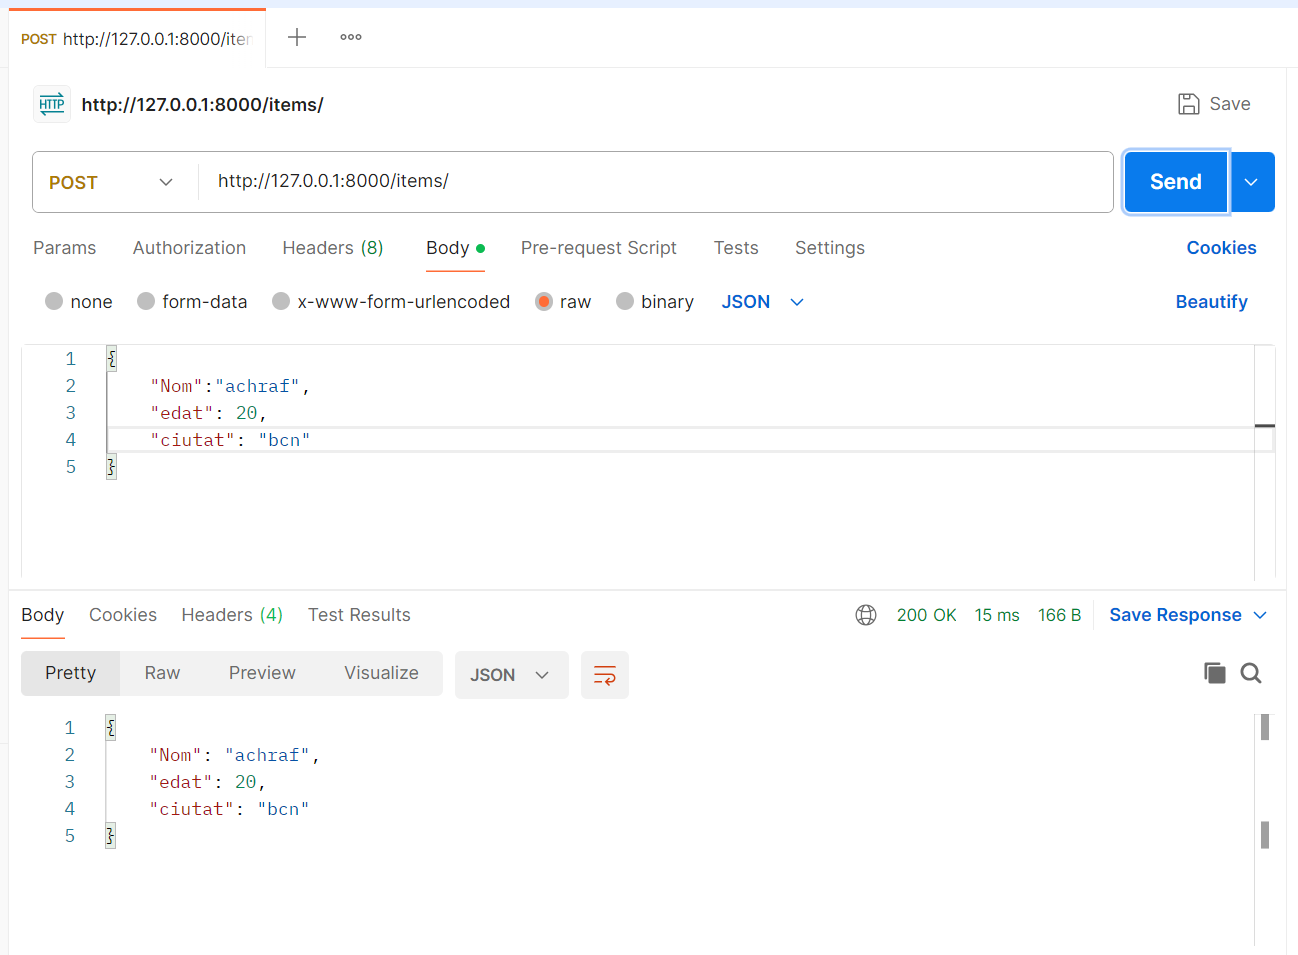 POST http://127.0.0.1:8000/iter
http://127.0.0.1:8000/items/
Save
POST http://127.0.0.1:8000/items/ Send
Params Authorization Headers (8) Body Pre-request Script Tests Settings Cookies
none form-data x-www-form-urlencoded raw binary JSON Beautify
1 {
2 "Nom":"achraf",
3 "edat": 20,
4 "ciutat": "bcn"
5 }
Body Cookies Headers (4) Test Results 200 OK 15 ms 166 B Save Response
Pretty Raw Preview Visualize JSON
1 {
2 "Nom": "achraf",
3 "edat": 20,
4 "ciutat": "bcn"
5 }